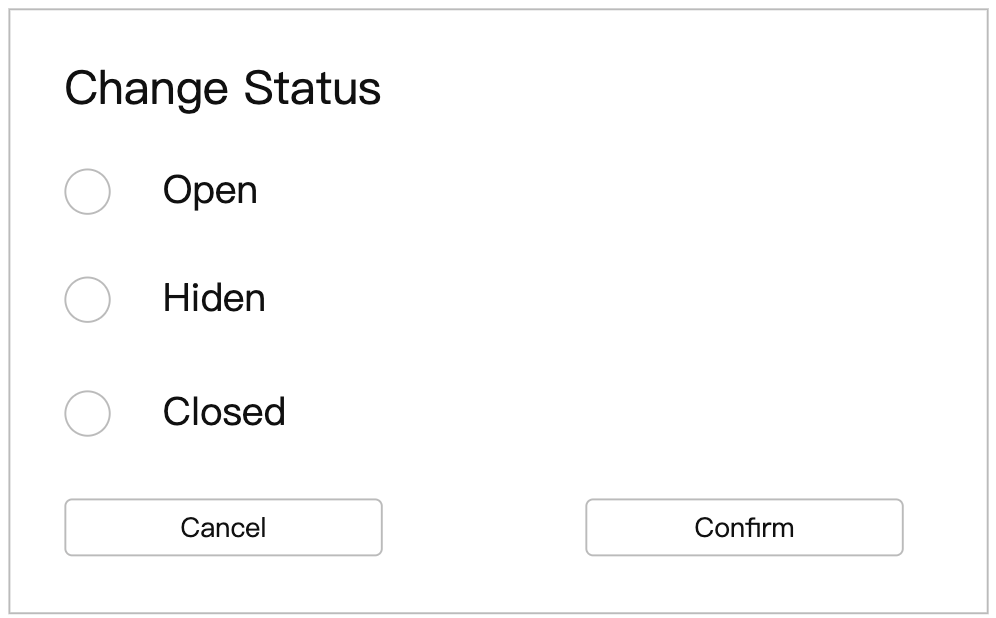 Change Status
Open
Hiden
Closed
Cancel
Confirm